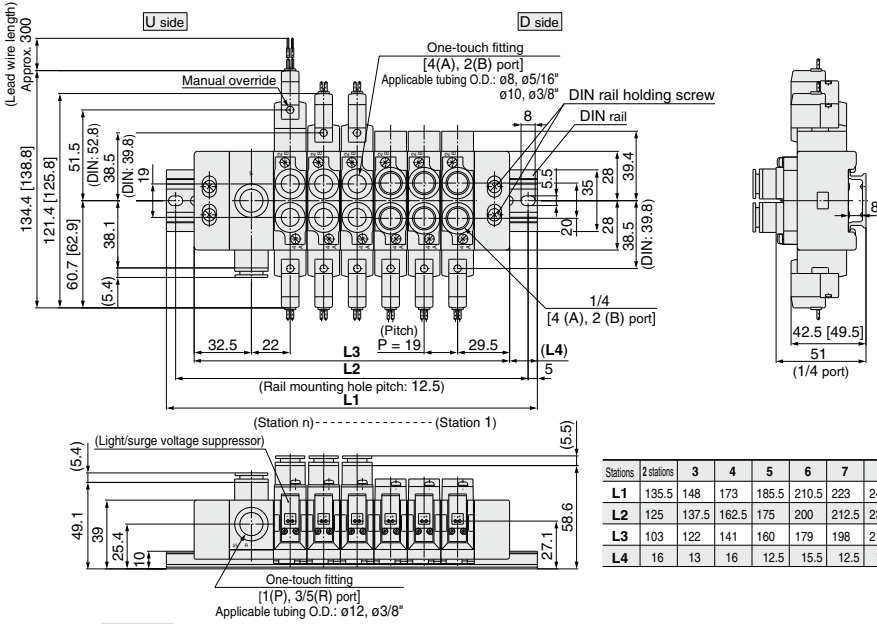 U side
D side
(Lead wire length)
Approx. 300
Manual override
One-touch fitting
[4(A), 2(B) port]
Applicable tubing O.D.: ø8, ø5/16"
ø10, ø3/8"
DIN rail holding screw
DIN rail
8
134.4 [138.8]
121.4 [125.8]
60.7 [62.9]
51.5
(DIN: 52.8)
38.5
(DIN: 39.8)
19
38.1
(5.4)
5.5
35
20
28
28
39.4
38.5
(DIN: 39.8)
1/4
[4 (A), 2 (B) port]
32.5
22
(Pitch)
P = 19
29.5
L3
(L4)
L2
5
(Rail mounting hole pitch: 12.5)
L1
(Station n)
(Station 1)
8
42.5 [49.5]
51
(1/4 port)
(Light/surge voltage suppressor)
(5.4)
(5.5)
49.1
39
25.4
10
27.1
58.6
One-touch fitting
[1(P), 3/5(R) port]
Applicable tubing O.D.: ø12, ø3/8"
Stations 2 stations 3 4 5 6 7
L1 135.5 148 173 185.5 210.5 223
L2 125 137.5 162.5 175 200 212.5
L3 103 122 141 160 179 198
L4 16 13 16 12.5 15.5 12.5